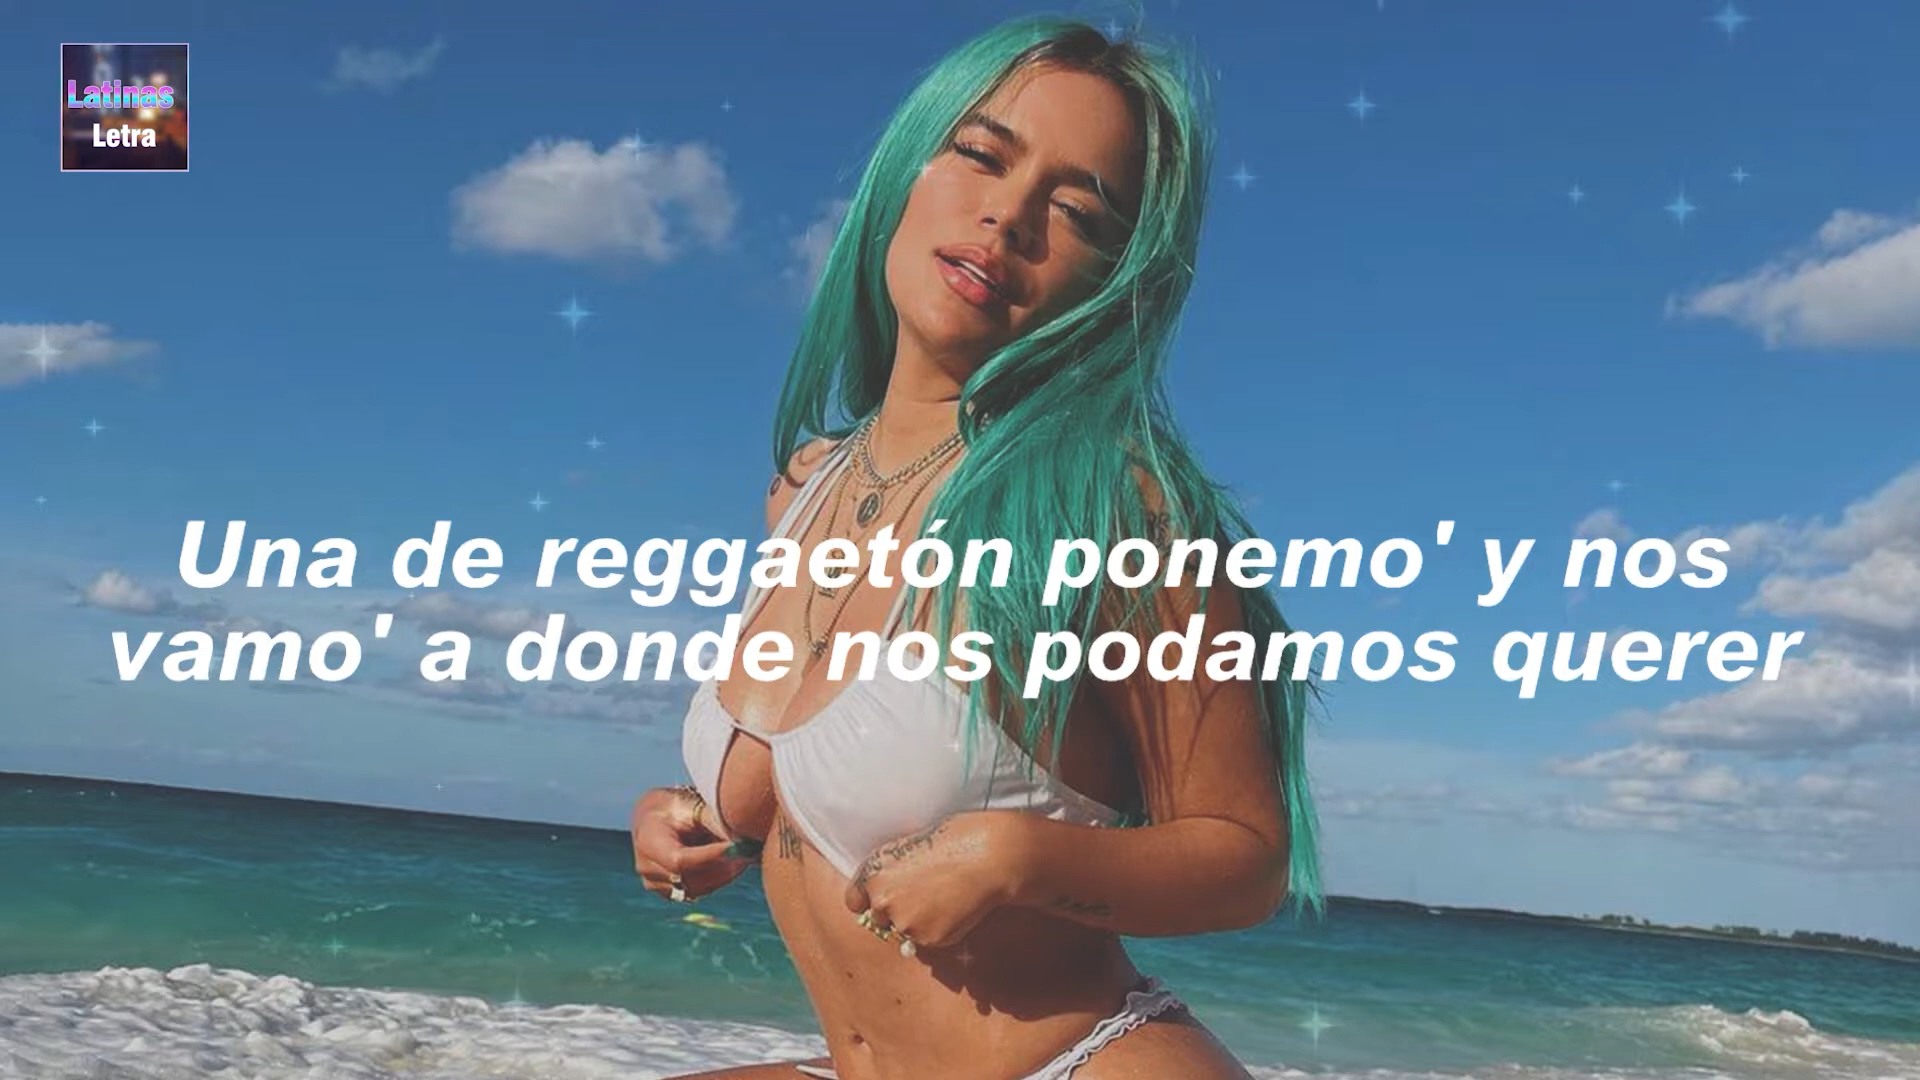 Latinas
Letra
Una de reggaetón ponemo' y nos
vamo' a donde nos podamos querer